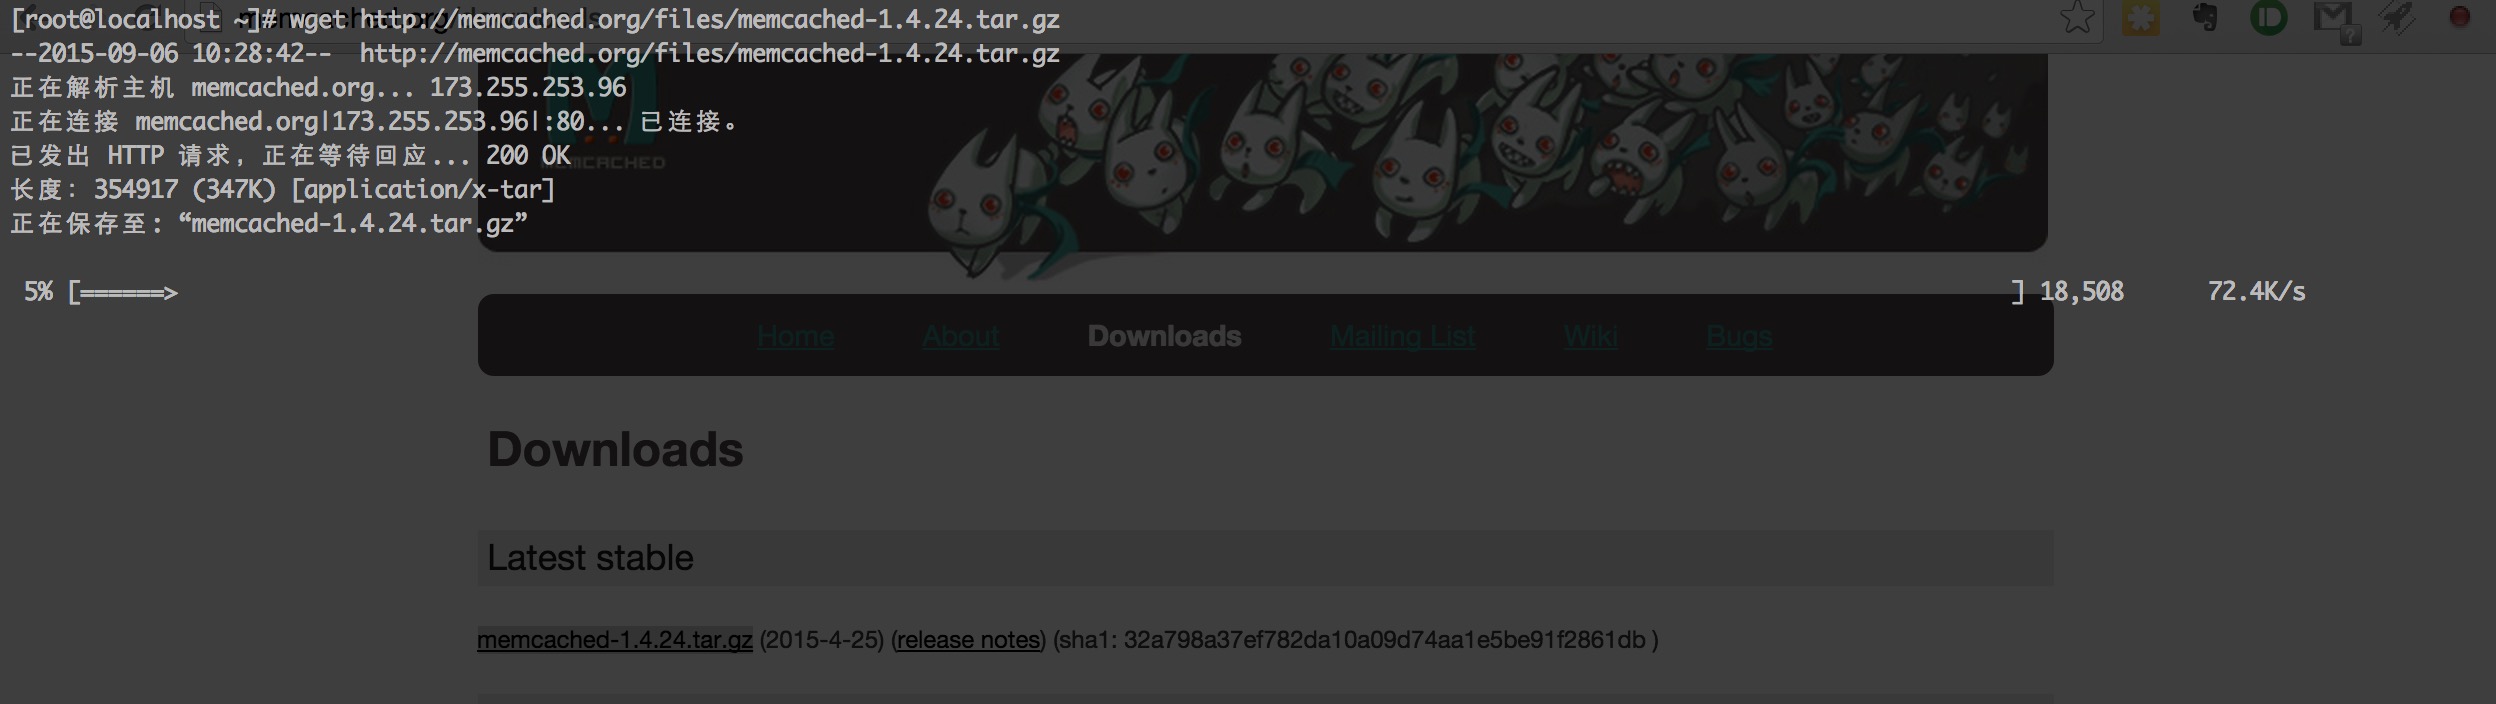 [root@localhost ~]# wget http://memcached.org/files/memcached-1.4.24.tar.gz
--2015-09-06 10:28:42--  http://memcached.org/files/memcached-1.4.24.tar.gz
正在解析主机 memcached.org... 173.255.253.96
正在连接 memcached.org|173.255.253.96|:80... 已连接。
已发出 HTTP 请求，正在等待回应... 200 OK
长度：354917 (347K) [application/x-tar]
正在保存至: “memcached-1.4.24.tar.gz”
MEMCACHED
5% [======> ] 18,508 72.4K/s
Home About Downloads Mailing List Wiki Bugs
Downloads
Latest stable
memcached-1.4.24.tar.gz (2015-4-25) (release notes) (sha1: 32a798a37ef782da10a09d74aa1e5be91f2861db )